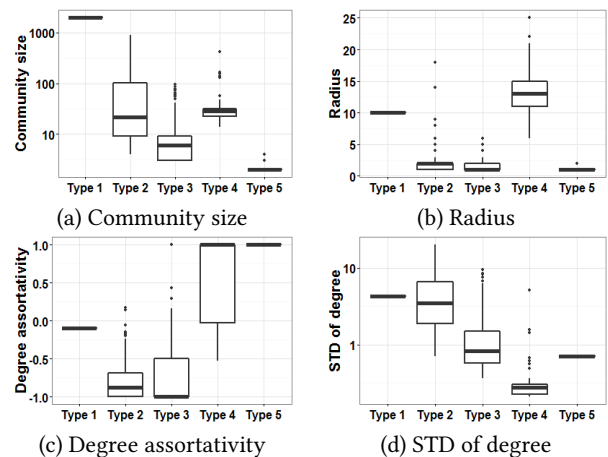 Community size
1000
100
10
Type 1 Type 2 Type 3 Type 4 Type 5
(a) Community size
Radius
25
20
15
10
5
0
Type 1 Type 2 Type 3 Type 4 Type 5
(b) Radius
Degree assortativity
1.0
0.5
0.0
-0.5
-1.0
Type 1 Type 2 Type 3 Type 4 Type 5
(c) Degree assortativity
STD of degree
10
1
Type 1 Type 2 Type 3 Type 4 Type 5
(d) STD of degree